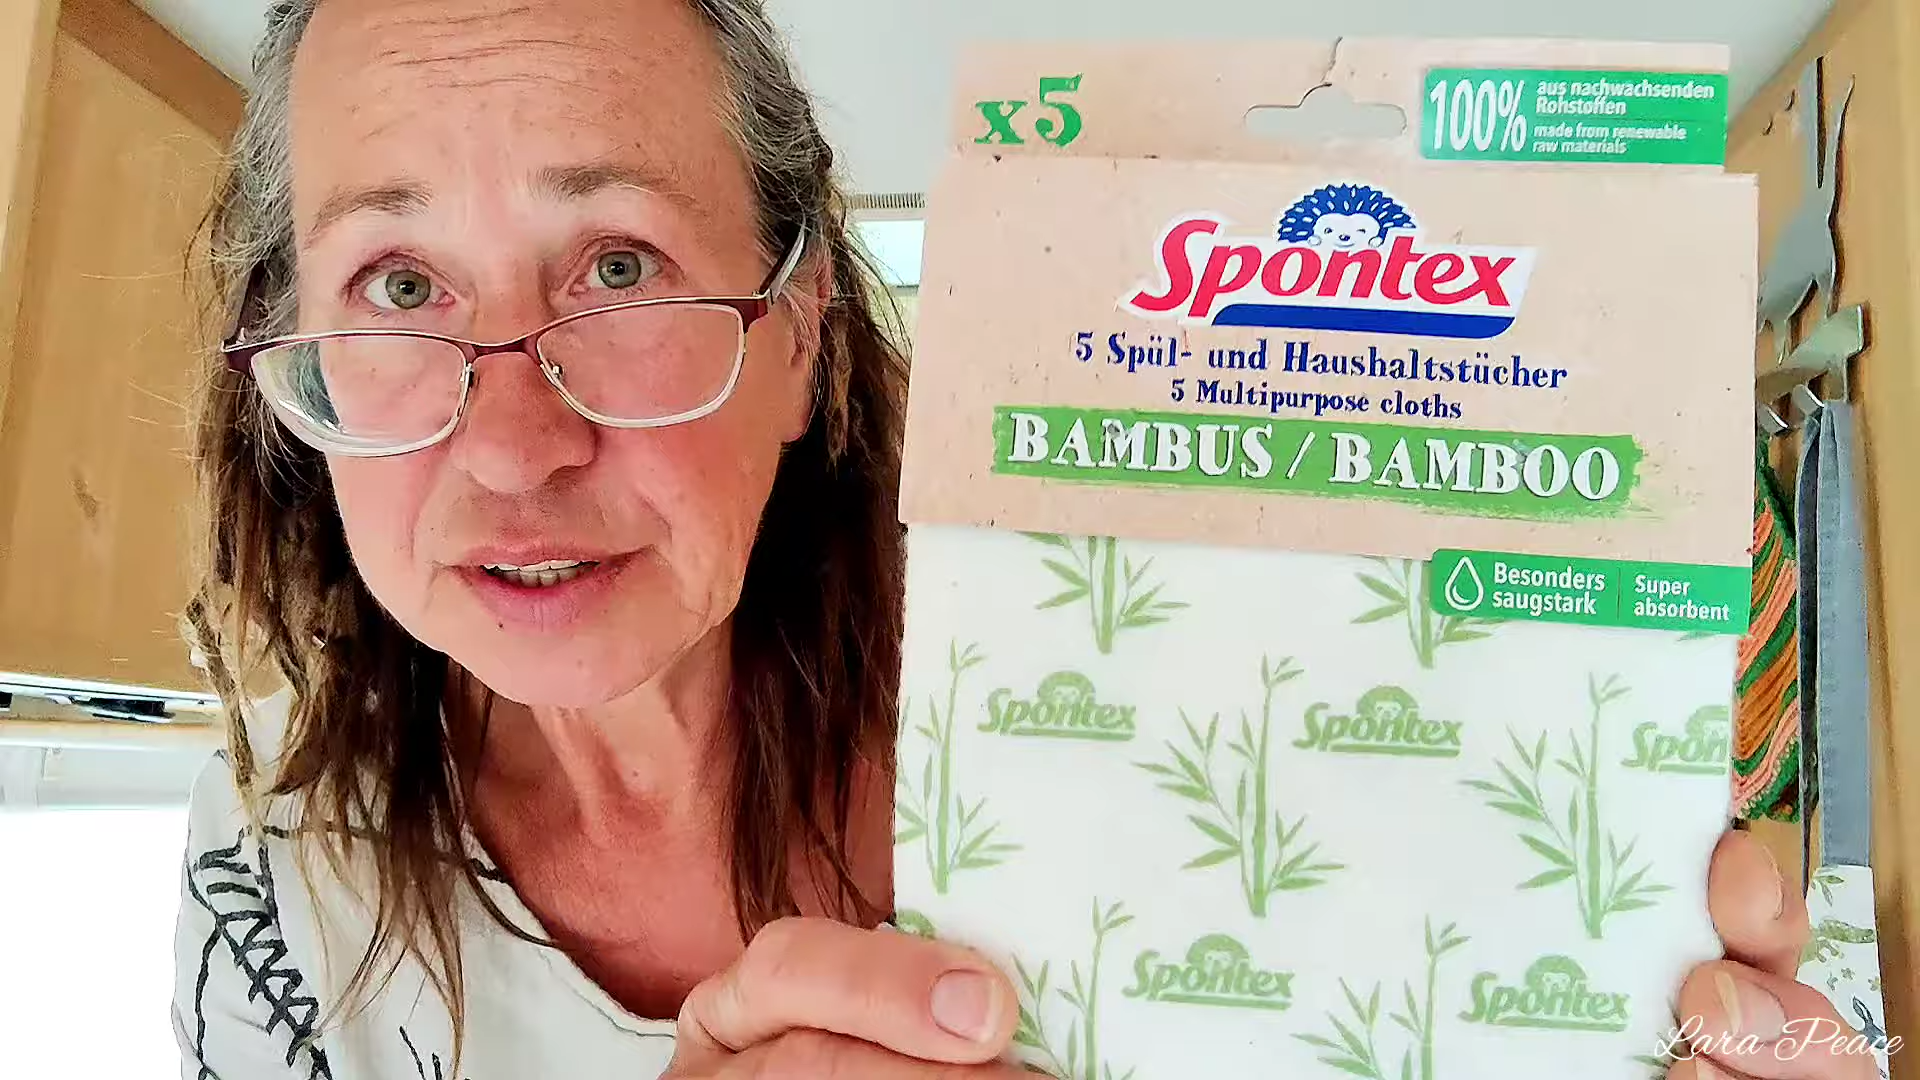 x5
100%
aus nachwachsenden
Rohstoffen
made from renewable
raw materials
Spontex
5 Spül- und Haushaltstücher
5 Multipurpose cloths
BAMBUS / BAMBOO
Besonders
saugstark
Super
absorbent
Spontex
Spontex
Spon
Spontex
Spontex
Lara Peace